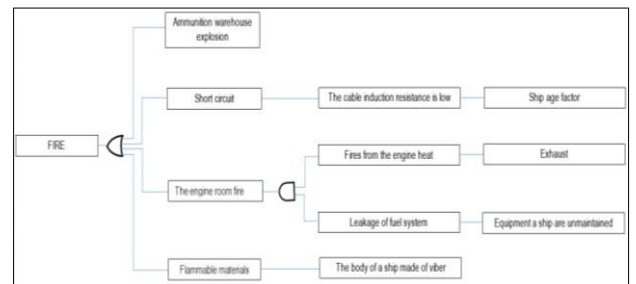 Ammunition warehouse
explosion
Short circuit
The cable induction resistance is low
Ship age factor
FIRE
Fires from the engine heat
Exhaust
The engine room fire
Leakage of fuel system
Equipment a ship are unmaintained
Flammable materials
The body of a ship made of viber